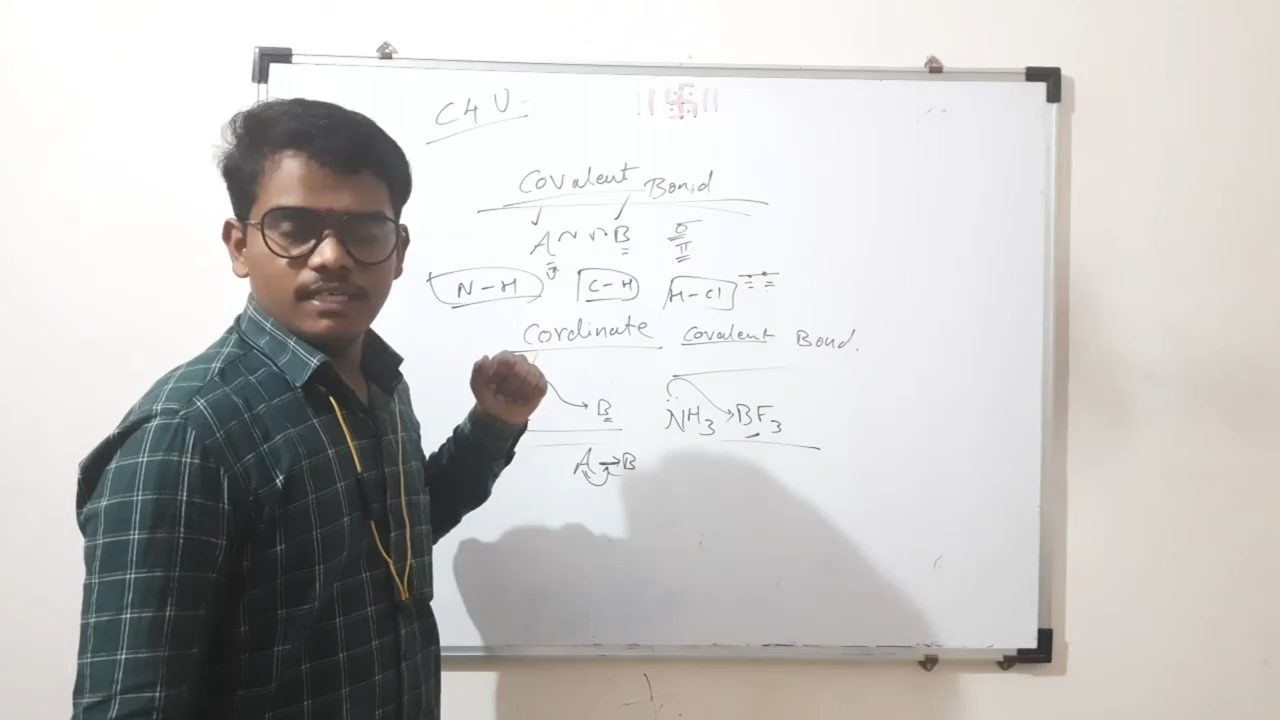 C4U
Covalent Bond
A B σ
π
N-H C-H H-Cl
Cordinate Covalent Bond.
B NH3 → BF3
A → B